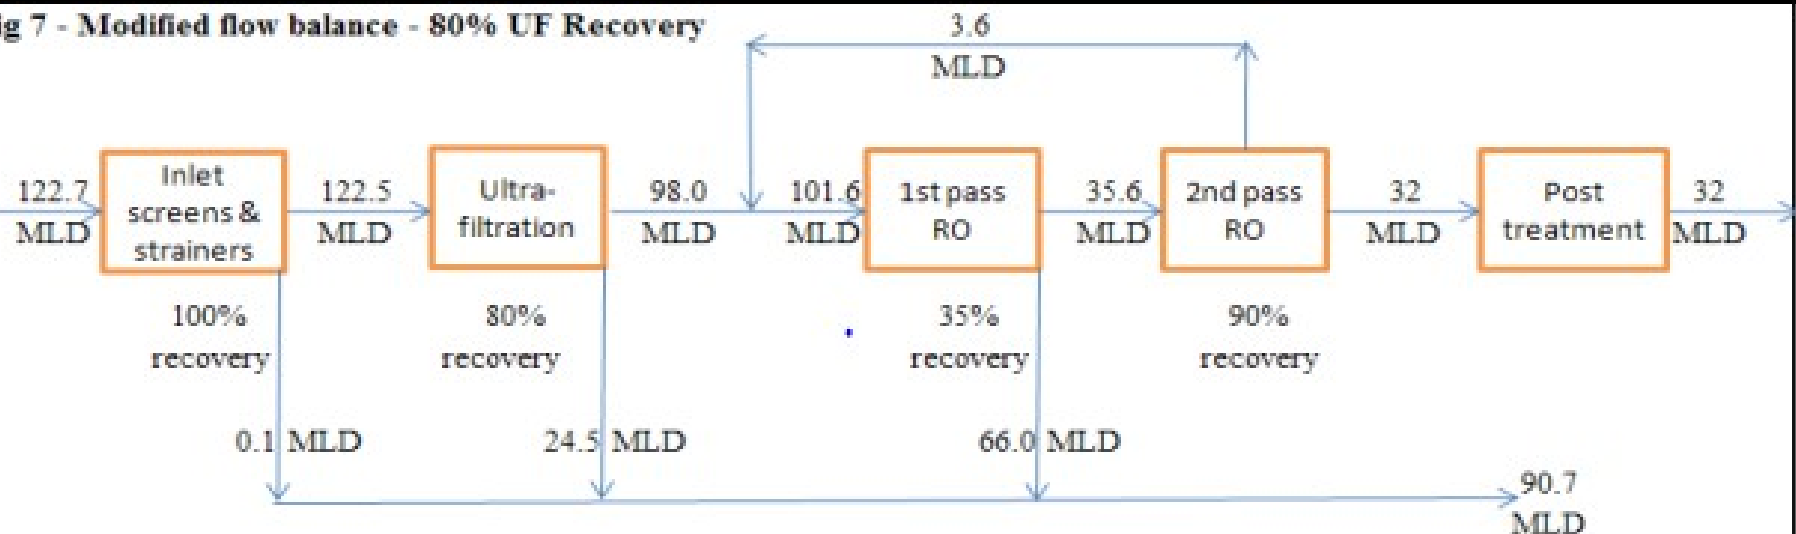 ig 7 - Modified flow balance - 80% UF Recovery
3.6
MLD
122.7
MLD
Inlet
screens &
strainers
122.5
MLD
Ultra-
filtration
98.0
MLD
101.6
MLD
1st pass
RO
35.6
MLD
2nd pass
RO
32
MLD
Post
treatment
32
MLD
100%
recovery
80%
recovery
35%
recovery
90%
recovery
0.1 MLD
24.5 MLD
66.0 MLD
90.7
MLD